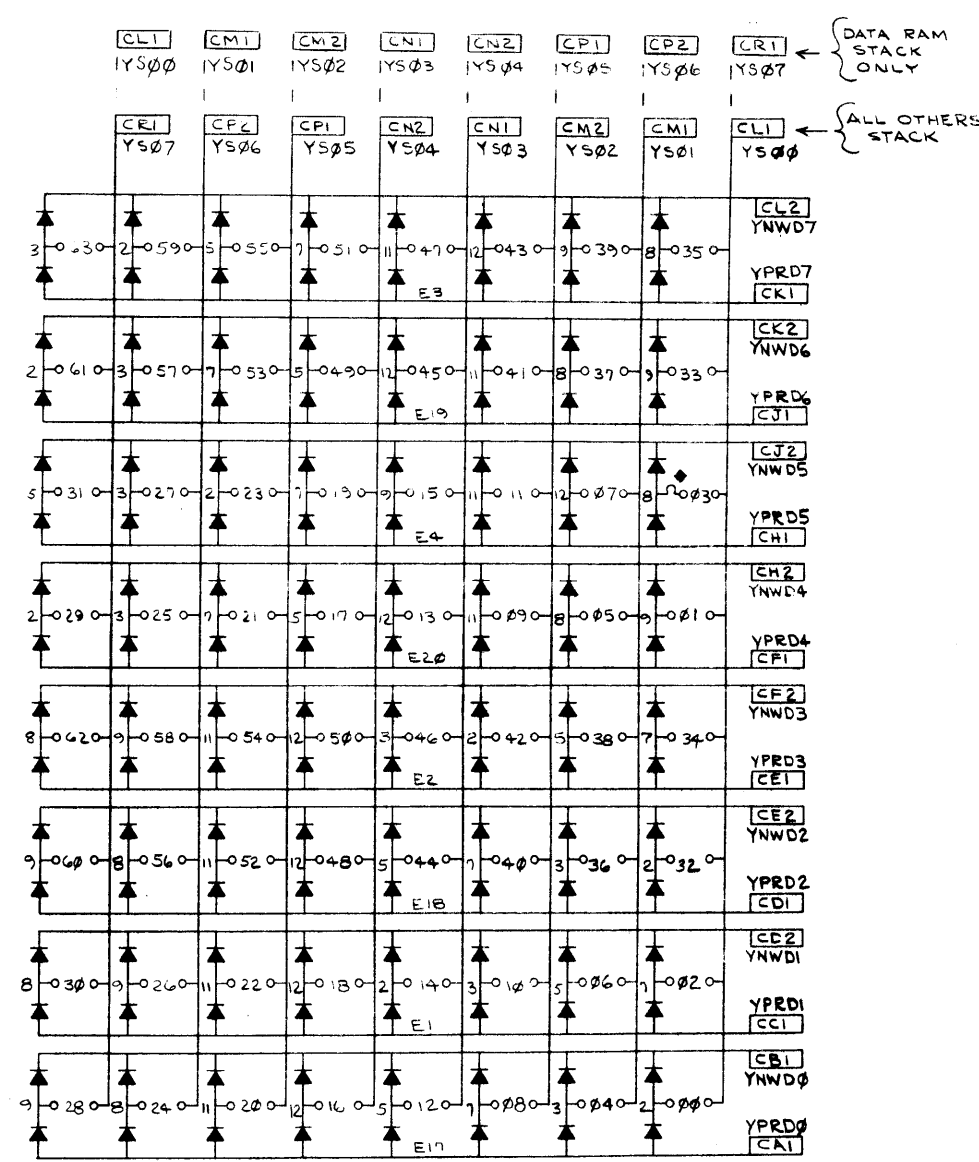 CL1 CM1 CM2 CN1 CN2 CP1 CP2 CR1 ← DATA RAM
YSØØ YSØ1 YSØ2 YSØ3 YSØ4 YSØ5 YSØ6 YSØ7 STACK
ONLY
CR1 CP2 CP1 CN2 CN1 CM2 CM1 CL1 ← ALL OTHERS
YSØ7 YSØ6 YSØ5 YSØ4 YSØ3 YSØ2 YSØ1 YSØØ STACK
CL2
YNWD7
3 63 2 59 5 55 7 51 11 47 12 43 9 39 8 35
YPRD7
E3 CK1
CK2
YNWD6
2 61 3 57 7 53 5 49 12 45 11 41 8 37 9 33
YPRD6
E19 CJ1
CJ2
YNWD5
5 31 3 27 2 23 7 19 9 15 11 11 12 Ø7 8 Ø3
YPRD5
E4 CH1
CH2
YNWD4
2 29 3 25 7 21 5 17 12 13 11 Ø9 8 Ø5 9 Ø1
YPRD4
E2Ø CF1
CF2
YNWD3
8 62 9 58 11 54 12 5Ø 3 46 2 42 5 38 7 34
YPRD3
E2 CE1
CE2
YNWD2
9 6Ø 8 56 11 52 12 48 5 44 7 4Ø 3 36 2 32
YPRD2
E18 CD1
CD2
YNWD1
8 3Ø 9 26 11 22 12 18 2 14 3 1Ø 5 Ø6 7 Ø2
YPRD1
E1 CC1
CB1
YNWDØ
9 28 8 24 11 2Ø 12 16 5 12 7 Ø8 3 Ø4 2 ØØ
YPRDØ
E17 CA1